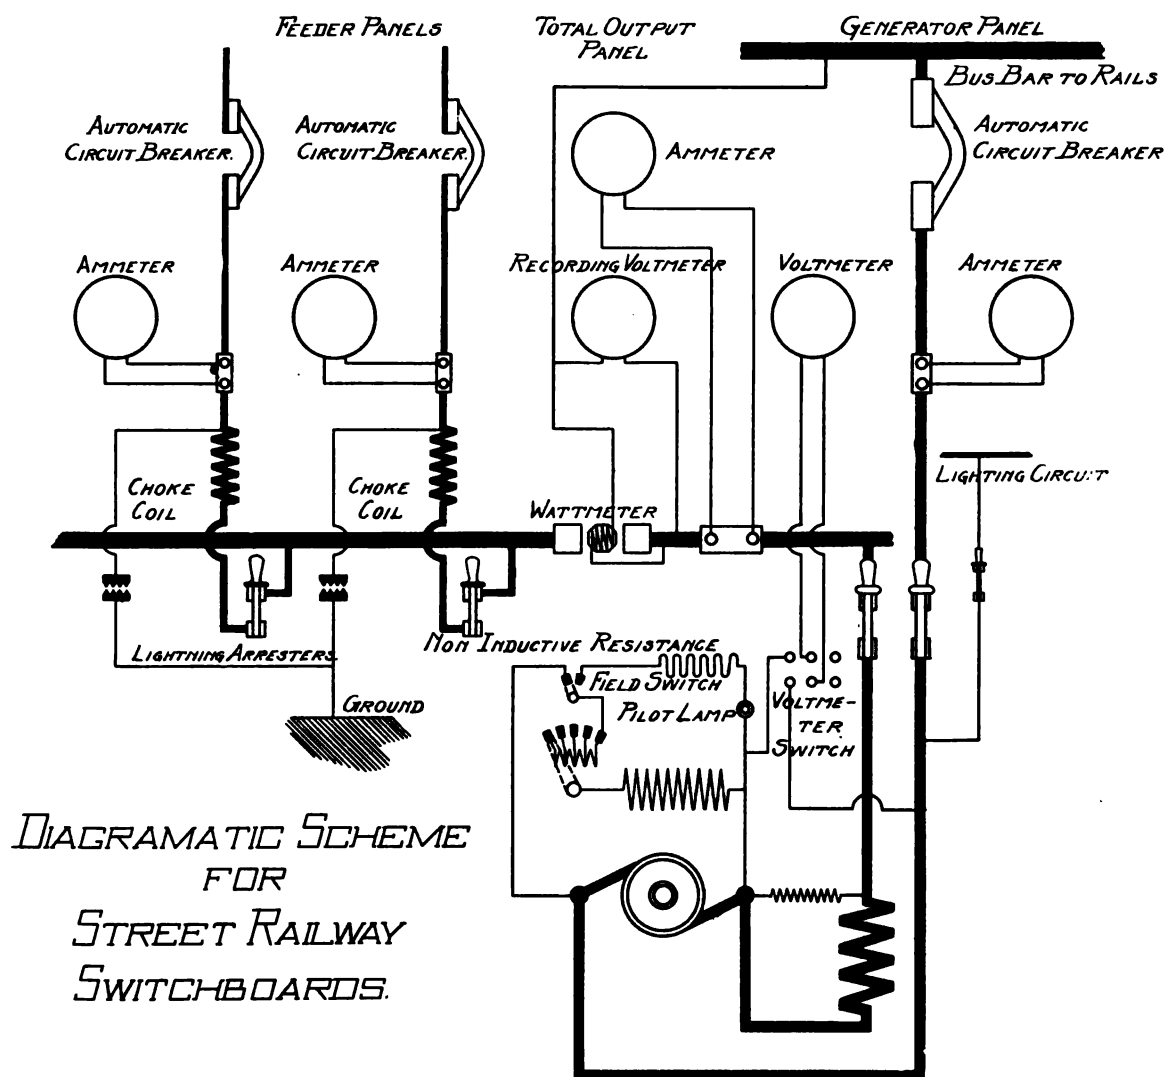 FEEDER PANELS
TOTAL OUTPUT
PANEL
GENERATOR PANEL
BUS BAR TO RAILS
AUTOMATIC
CIRCUIT BREAKER.
AUTOMATIC
CIRCUIT BREAKER.
AMMETER
AUTOMATIC
CIRCUIT BREAKER
AMMETER
AMMETER
RECORDING VOLTMETER
VOLTMETER
AMMETER
LIGHTING CIRCUIT
CHOKE
COIL
CHOKE
COIL
WATTMETER
LIGHTNING ARRESTERS
NON INDUCTIVE RESISTANCE
FIELD SWITCH
PILOT LAMP
VOLTME-
TER
SWITCH
GROUND
DIAGRAMATIC SCHEME
FOR
STREET RAILWAY
SWITCHBOARDS.